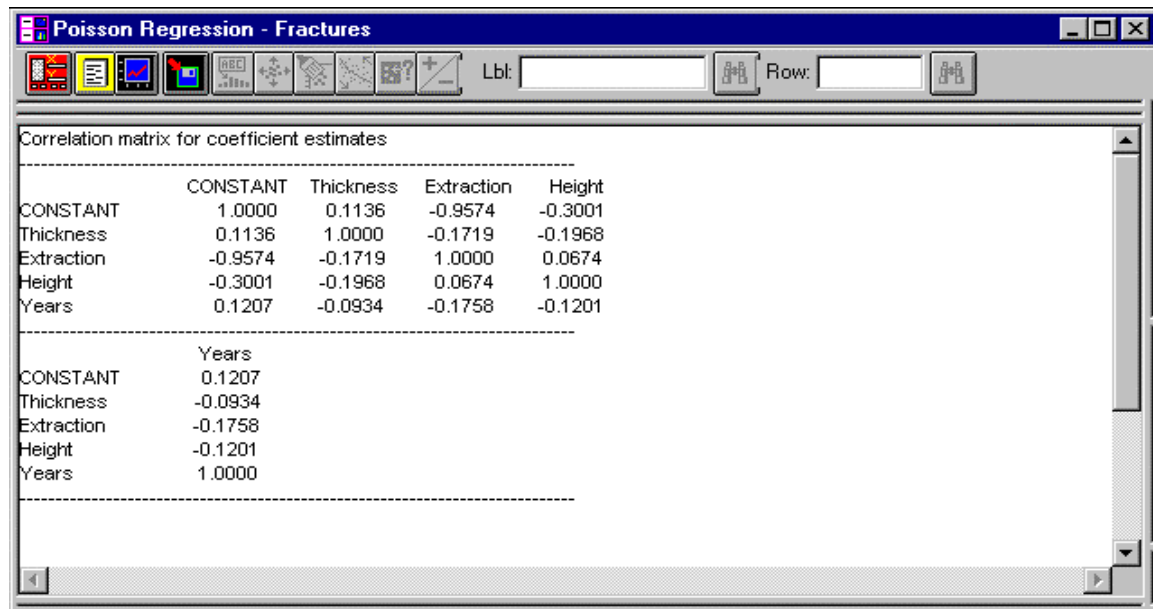 Poisson Regression - Fractures
Lbl: Row:
Correlation matrix for coefficient estimates
-----------------------------------------------------------------------------
CONSTANT Thickness Extraction Height
CONSTANT 1.0000 0.1136 -0.9574 -0.3001
Thickness 0.1136 1.0000 -0.1719 -0.1968
Extraction -0.9574 -0.1719 1.0000 0.0674
Height -0.3001 -0.1968 0.0674 1.0000
Years 0.1207 -0.0934 -0.1758 -0.1201
-----------------------------------------------------------------------------
Years
CONSTANT 0.1207
Thickness -0.0934
Extraction -0.1758
Height -0.1201
Years 1.0000
-----------------------------------------------------------------------------